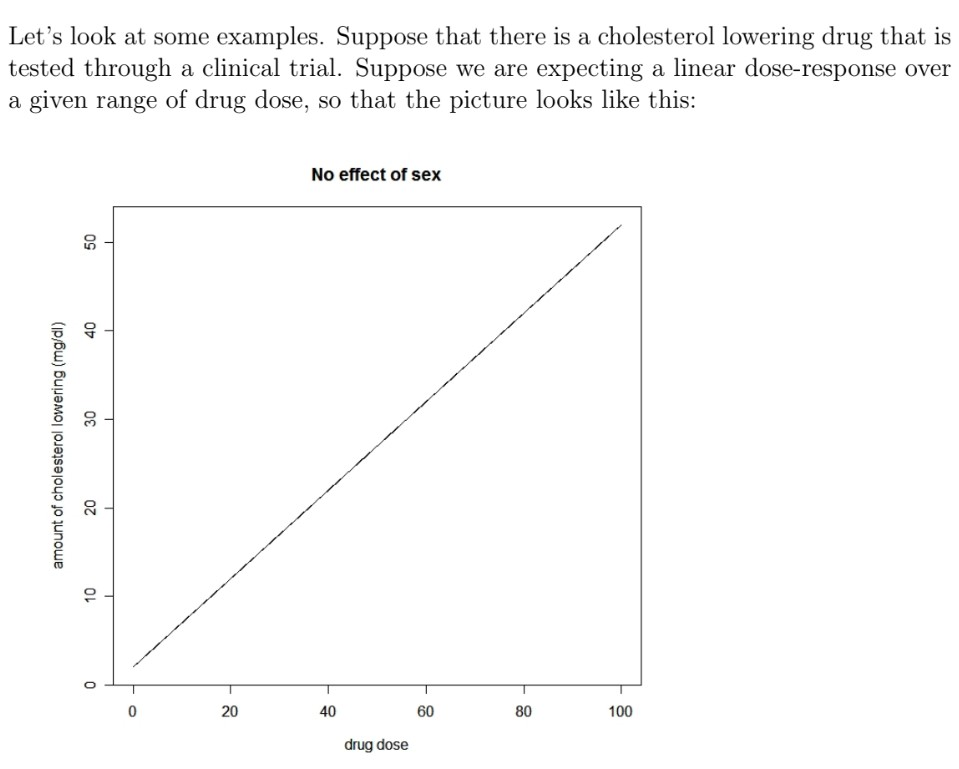 Let's look at some examples. Suppose that there is a cholesterol lowering drug that is
tested through a clinical trial. Suppose we are expecting a linear dose-response over
a given range of drug dose, so that the picture looks like this:
No effect of sex
amount of cholesterol lowering (mg/dl)
50
40
30
20
10
0
0 20 40 60 80 100
drug dose